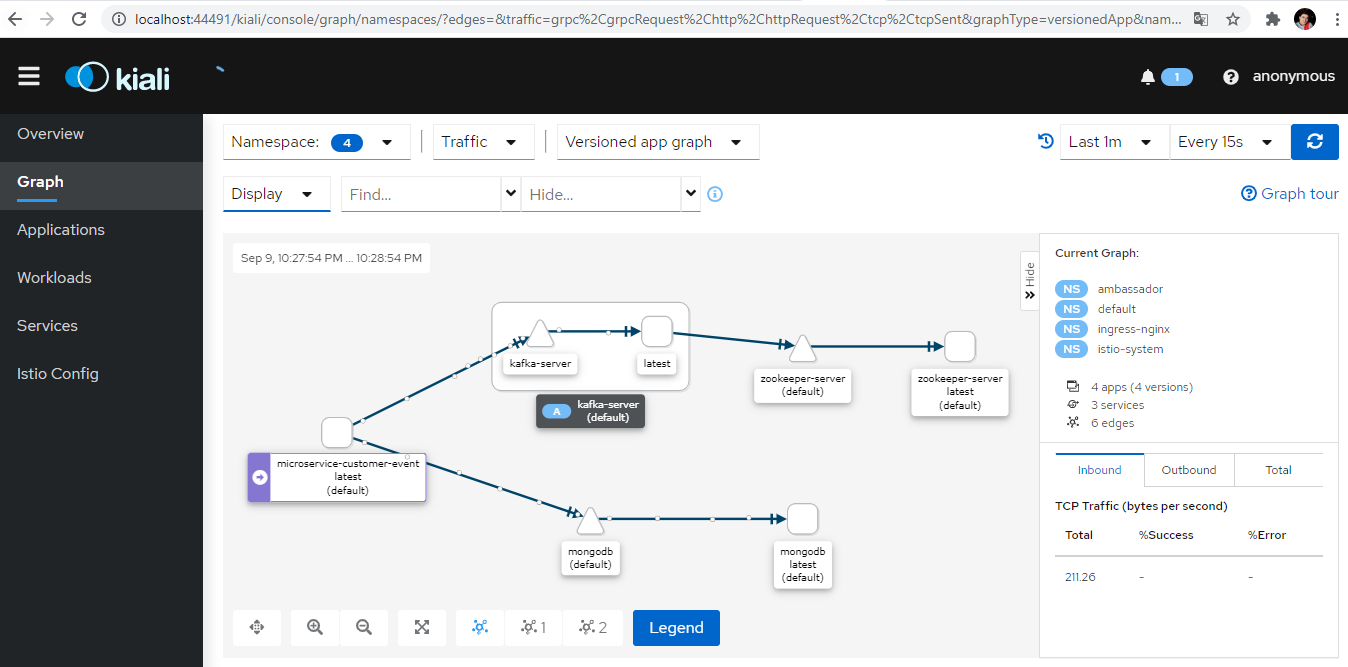 localhost:44491/kiali/console/graph/namespaces/?edges=&traffic=grpc%2CgrpcRequest%2Chttp%2ChttpRequest%2Ctcp%2CtcpSent&graphType=versionedApp&nam...
kiali
1
anonymous
Overview
Graph
Applications
Workloads
Services
Istio Config
Namespace: 4
Traffic
Versioned app graph
Last 1m
Every 15s
Display
Find...
Hide...
Graph tour
Sep 9, 10:27:54 PM ... 10:28:54 PM
Hide
kafka-server
latest
A kafka-server
(default)
zookeeper-server
(default)
zookeeper-server
latest
(default)
microservice-customer-event
latest
(default)
mongodb
(default)
mongodb
latest
(default)
1
2
Legend
Current Graph:
NS ambassador
NS default
NS ingress-nginx
NS istio-system
4 apps (4 versions)
3 services
6 edges
Inbound
Outbound
Total
TCP Traffic (bytes per second)
Total %Success %Error
211.26 - -